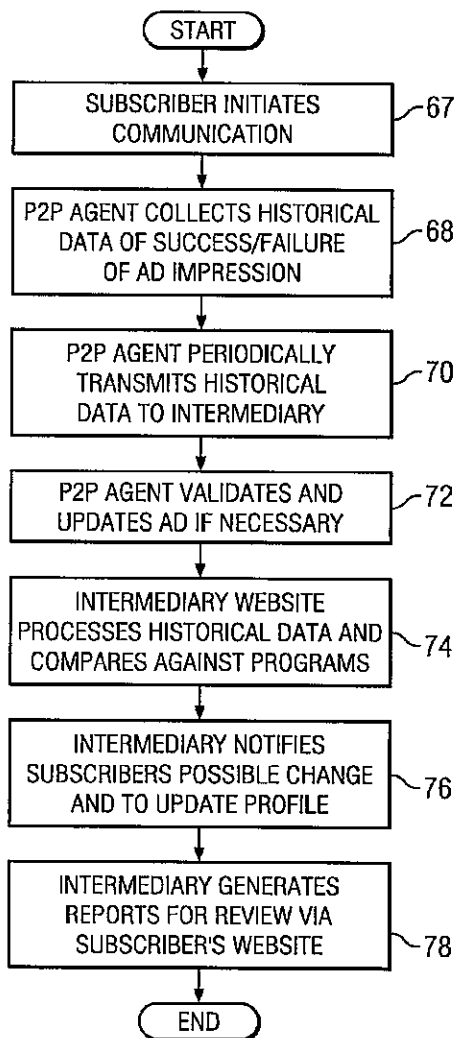 START
SUBSCRIBER INITIATES
COMMUNICATION
67
P2P AGENT COLLECTS HISTORICAL
DATA OF SUCCESS/FAILURE
OF AD IMPRESSION
68
P2P AGENT PERIODICALLY
TRANSMITS HISTORICAL
DATA TO INTERMEDIARY
70
P2P AGENT VALIDATES AND
UPDATES AD IF NECESSARY
72
INTERMEDIARY WEBSITE
PROCESSES HISTORICAL DATA AND
COMPARES AGAINST PROGRAMS
74
INTERMEDIARY NOTIFIES
SUBSCRIBERS POSSIBLE CHANGE
AND TO UPDATE PROFILE
76
INTERMEDIARY GENERATES
REPORTS FOR REVIEW VIA
SUBSCRIBER'S WEBSITE
78
END